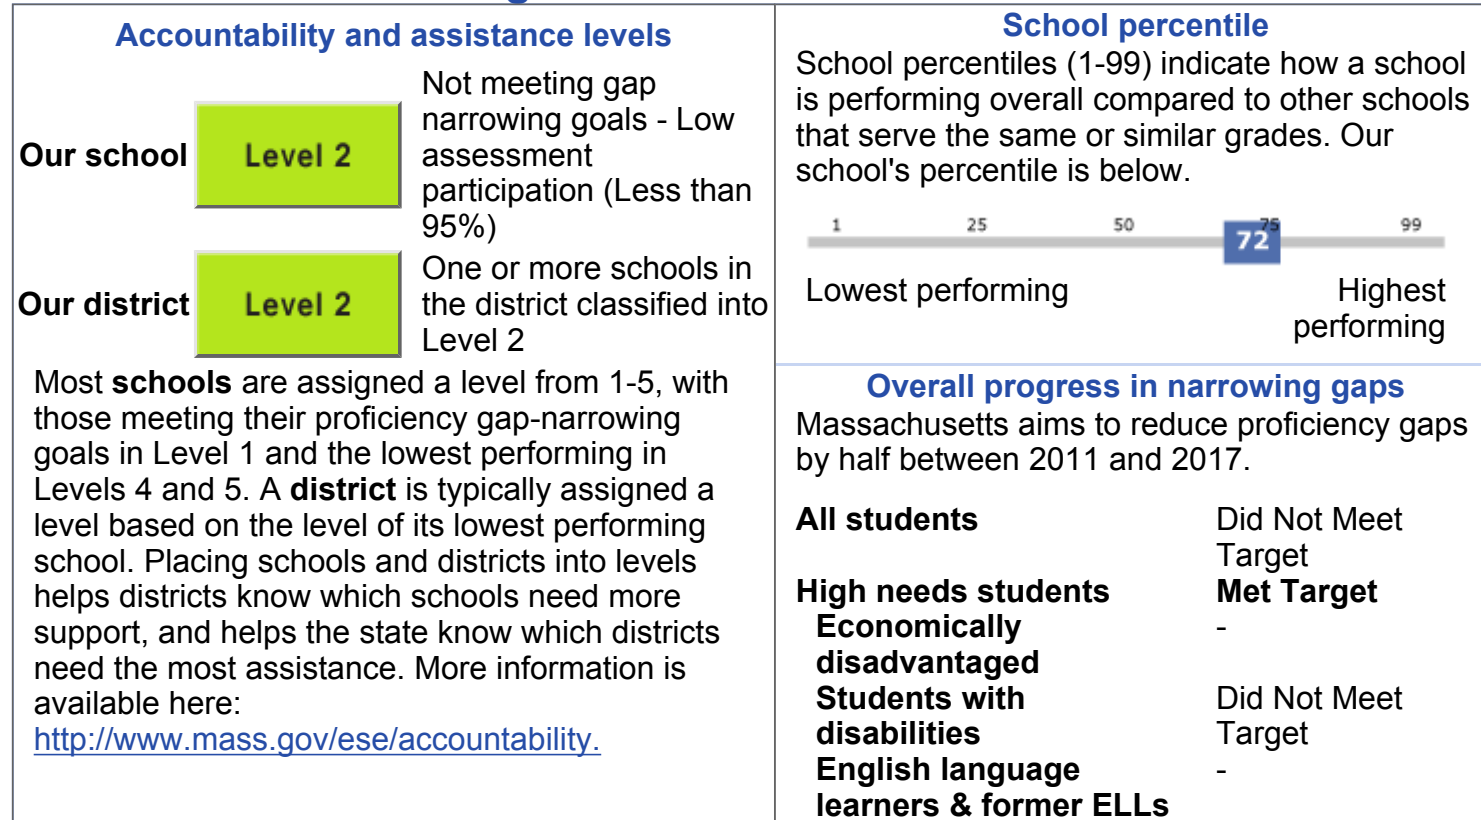 Accountability and assistance levels
Our school
Level 2
Not meeting gap
narrowing goals - Low
assessment
participation (Less than
95%)
Our district
Level 2
One or more schools in
the district classified into
Level 2
Most schools are assigned a level from 1-5, with
those meeting their proficiency gap-narrowing
goals in Level 1 and the lowest performing in
Levels 4 and 5. A district is typically assigned a
level based on the level of its lowest performing
school. Placing schools and districts into levels
helps districts know which schools need more
support, and helps the state know which districts
need the most assistance. More information is
available here:
http://www.mass.gov/ese/accountability.
School percentile
School percentiles (1-99) indicate how a school
is performing overall compared to other schools
that serve the same or similar grades. Our
school's percentile is below.
1 25 50 75 99
72
Lowest performing
Highest
performing
Overall progress in narrowing gaps
Massachusetts aims to reduce proficiency gaps
by half between 2011 and 2017.
All students Did Not Meet
Target
High needs students Met Target
Economically -
disadvantaged
Students with Did Not Meet
disabilities Target
English language -
learners & former ELLs